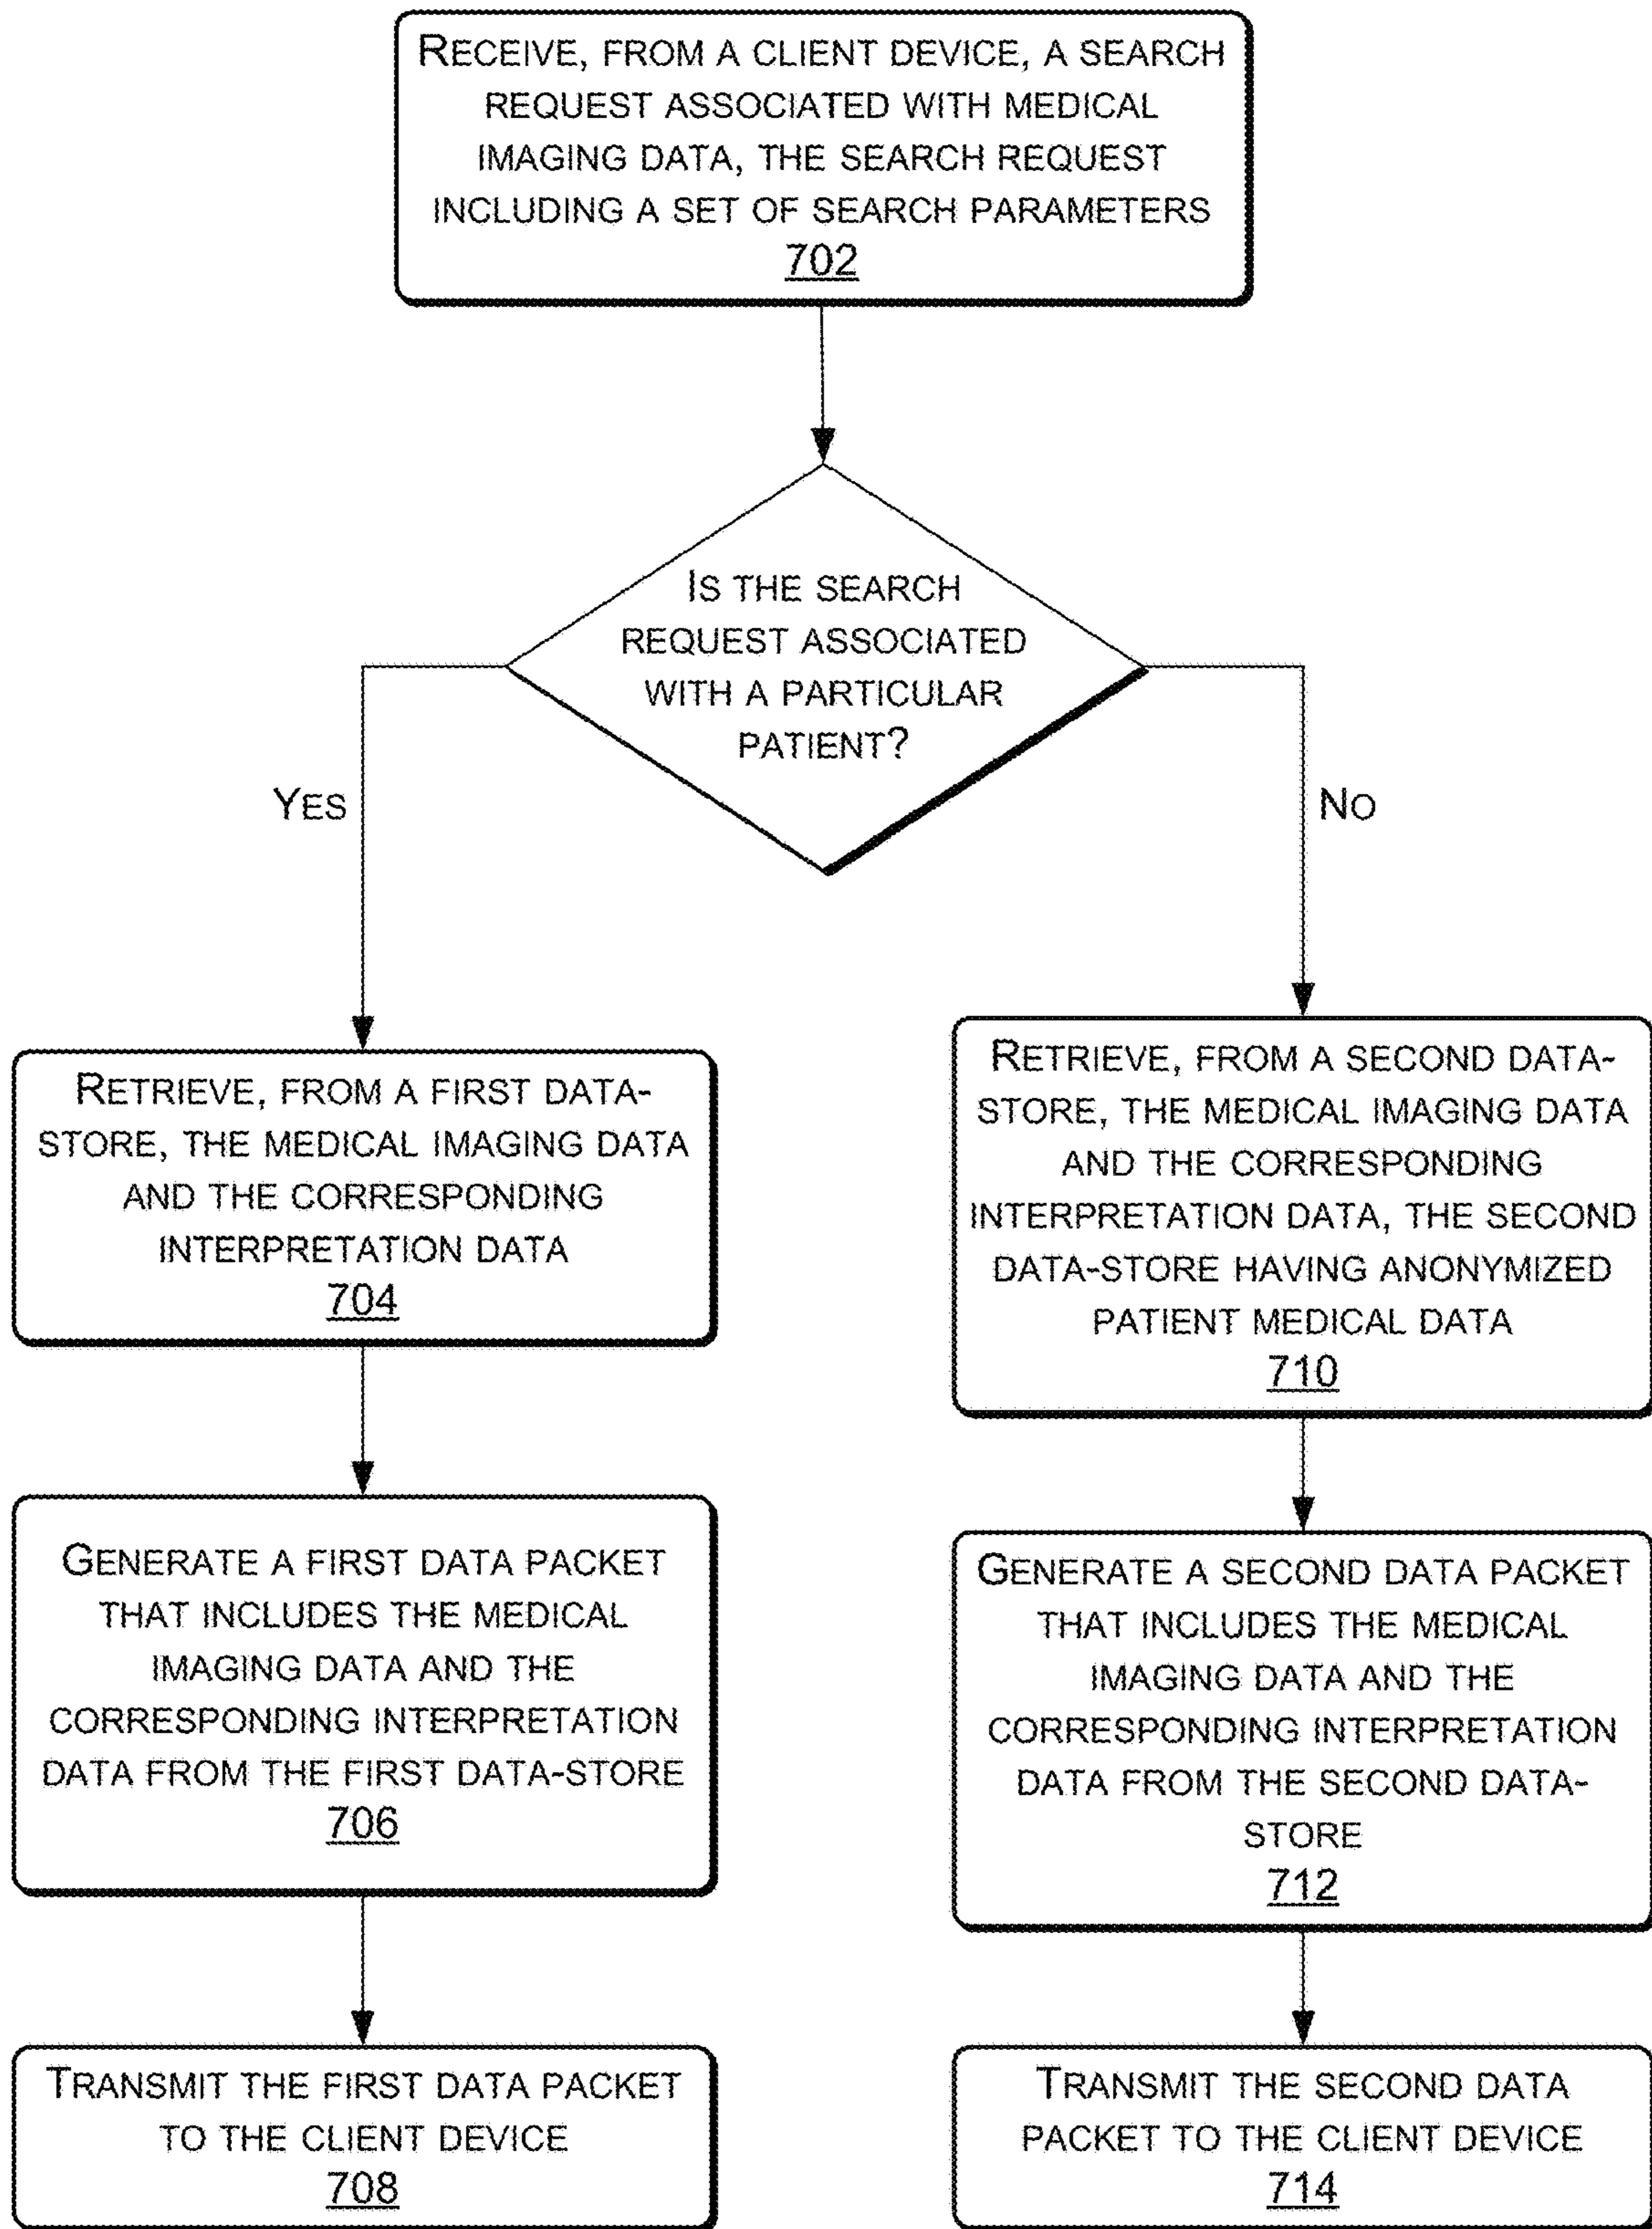 RECEIVE, FROM A CLIENT DEVICE, A SEARCH
REQUEST ASSOCIATED WITH MEDICAL
IMAGING DATA, THE SEARCH REQUEST
INCLUDING A SET OF SEARCH PARAMETERS
702
IS THE SEARCH
REQUEST ASSOCIATED
WITH A PARTICULAR
PATIENT?
YES
NO
RETRIEVE, FROM A FIRST DATA-
STORE, THE MEDICAL IMAGING DATA
AND THE CORRESPONDING
INTERPRETATION DATA
704
GENERATE A FIRST DATA PACKET
THAT INCLUDES THE MEDICAL
IMAGING DATA AND THE
CORRESPONDING INTERPRETATION
DATA FROM THE FIRST DATA-STORE
706
TRANSMIT THE FIRST DATA PACKET
TO THE CLIENT DEVICE
708
RETRIEVE, FROM A SECOND DATA-
STORE, THE MEDICAL IMAGING DATA
AND THE CORRESPONDING
INTERPRETATION DATA, THE SECOND
DATA-STORE HAVING ANONYMIZED
PATIENT MEDICAL DATA
710
GENERATE A SECOND DATA PACKET
THAT INCLUDES THE MEDICAL
IMAGING DATA AND THE
CORRESPONDING INTERPRETATION
DATA FROM THE SECOND DATA-
STORE
712
TRANSMIT THE SECOND DATA
PACKET TO THE CLIENT DEVICE
714